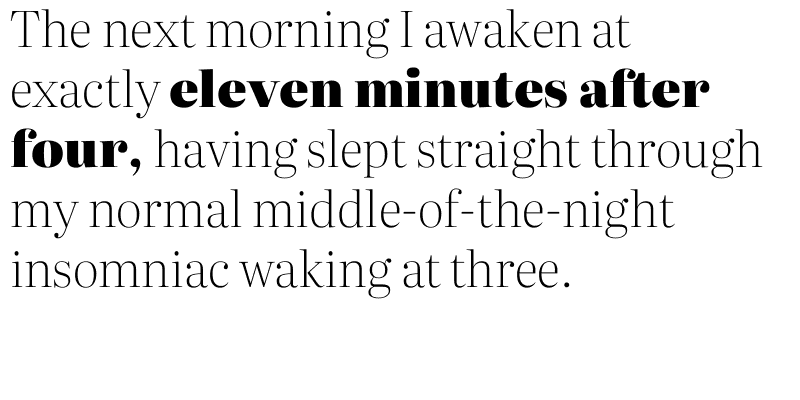 The next morning I awaken at
exactly eleven minutes after
four, having slept straight through
my normal middle-of-the-night
insomniac waking at three.